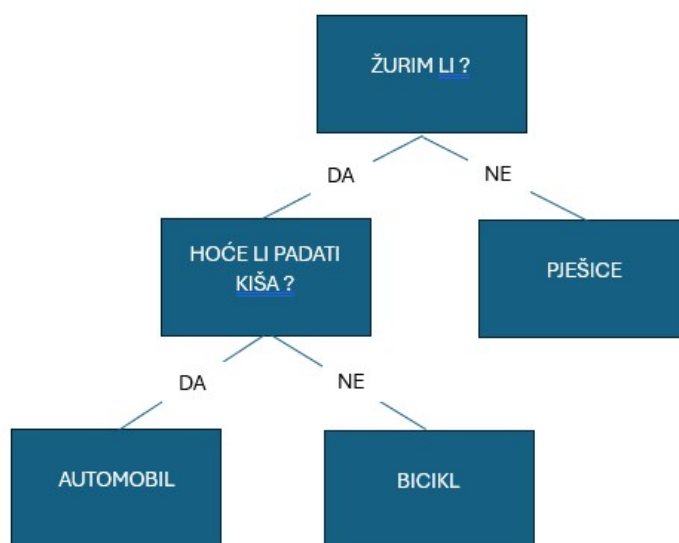 ŽURIM LI ?
DA
NE
HOĆE LI PADATI
KIŠA ?
PJEŠICE
DA
NE
AUTOMOBIL
BICIKL